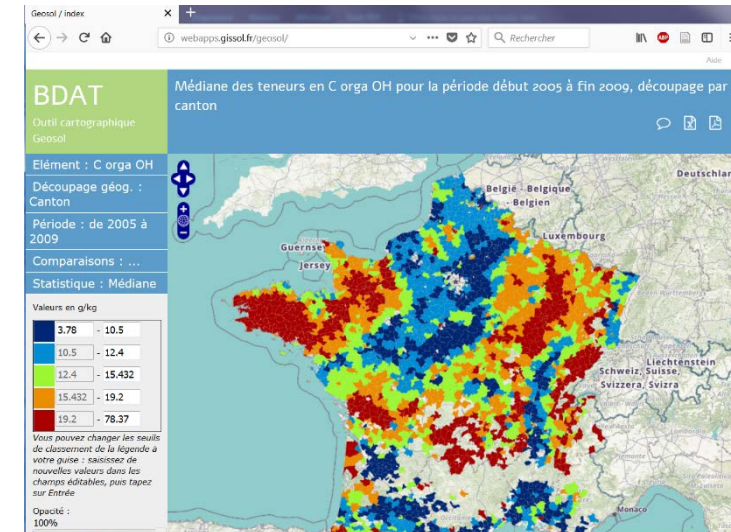 Geosol / index
webapps.gissol.fr/geosol/
Rechercher
Aide
BDAT
Outil cartographique
Geosol
Médiane des teneurs en C orga OH pour la période début 2005 à fin 2009, découpage par
canton
Elément : C orga OH
Découpage géog. :
Canton
Période : de 2005 à
2009
Comparaisons : ...
Statistique : Médiane
Valeurs en g/kg
3.78 - 10.5
10.5 - 12.4
12.4 - 15.432
15.432 - 19.2
19.2 - 78.37
Vous pouvez changer les seuils
de classement de la légende à
votre guise : saisissez de
nouvelles valeurs dans les
champs éditables, puis tapez
sur Entrée
Opacité :
100%
België - Belgique
- Belgien
Deutschlan
Luxembourg
Guernsey
Jersey
Liechtenstein
Schweiz, Suisse,
Svizzera, Svizra
Monaco